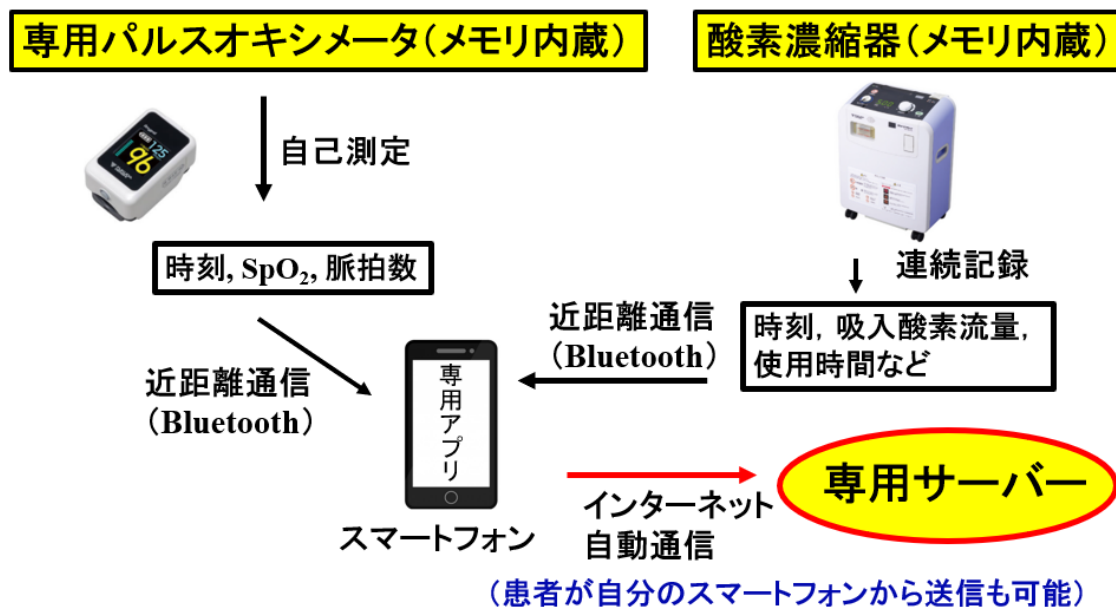 専用パルスオキシメータ(メモリ内蔵)
酸素濃縮器(メモリ内蔵)
125
96
自己測定
連続記録
時刻, SpO₂, 脈拍数
時刻, 吸入酸素流量,
使用時間など
近距離通信
(Bluetooth)
近距離通信
(Bluetooth)
専用アプリ
スマートフォン
インターネット
自動通信
専用サーバー
(患者が自分のスマートフォンから送信も可能)